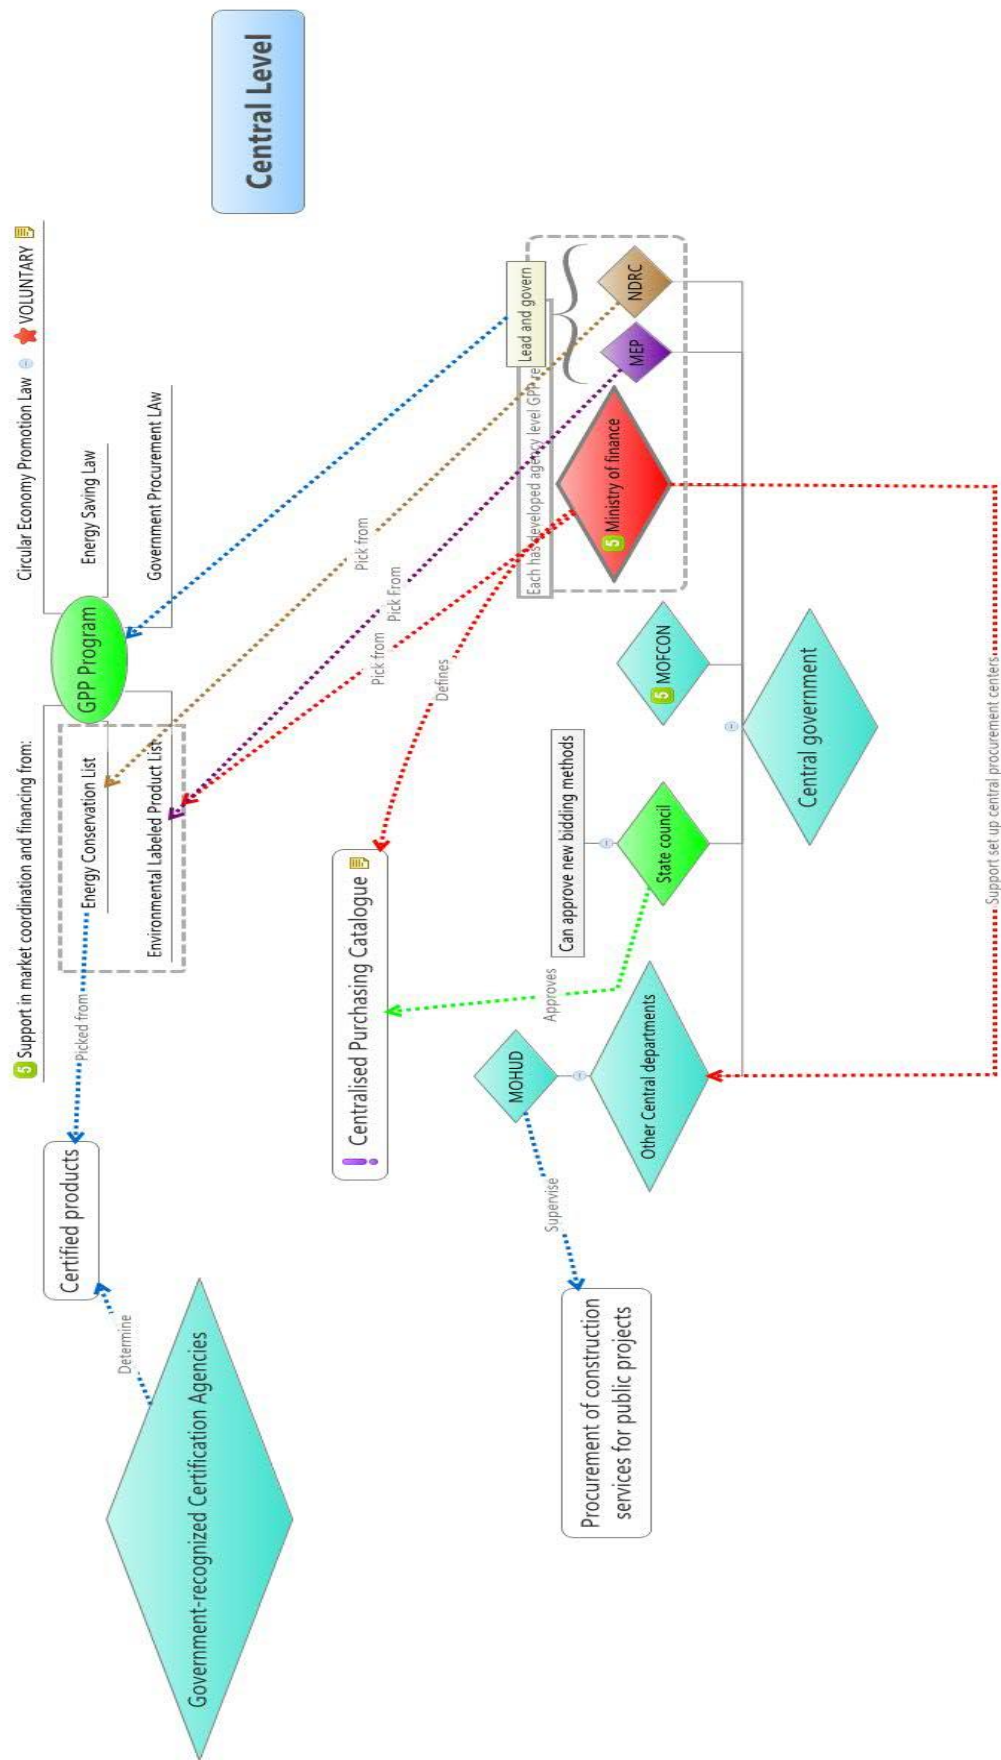 Central Level
5 Support in market coordination and financing from:
Circular Economy Promotion Law
VOLUNTARY
GPP Program
Energy Conservation List
Energy Saving Law
Environmental Labeled Product List
Government Procurement LAw
Picked from
Certified products
Determine
Government-recognized Certification Agencies
Pick from
Pick From
Pick from
Defines
Centralised Purchasing Catalogue
Approves
Can approve new bidding methods
Lead and govern
Each has developed agency level GPP re
MOHUD
Supervise
Procurement of construction
services for public projects
Other Central departments
State council
5 MOFCON
5 Ministry of finance
MEP
NDRC
Central government
Support set up central procurement centers